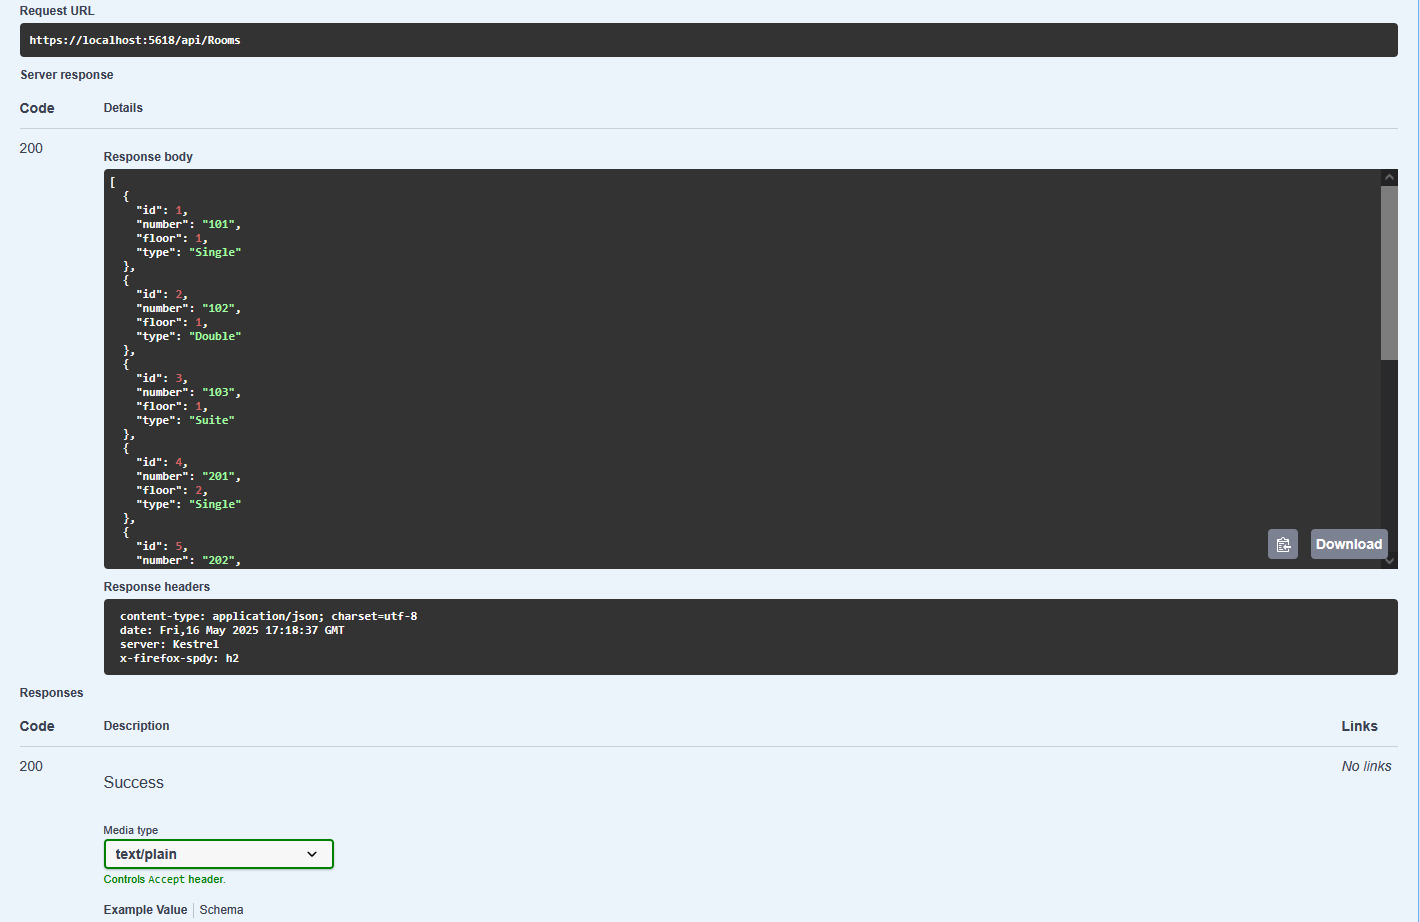 Request URL
https://localhost:5618/api/Rooms
Server response
Code Details
200
Response body
[
  {
    "id": 1,
    "number": "101",
    "floor": 1,
    "type": "Single"
  },
  {
    "id": 2,
    "number": "102",
    "floor": 1,
    "type": "Double"
  },
  {
    "id": 3,
    "number": "103",
    "floor": 1,
    "type": "Suite"
  },
  {
    "id": 4,
    "number": "201",
    "floor": 2,
    "type": "Single"
  },
  {
    "id": 5,
    "number": "202",
Download
Response headers
content-type: application/json; charset=utf-8
date: Fri,16 May 2025 17:18:37 GMT
server: Kestrel
x-firefox-spdy: h2
Responses
Code Description Links
200 No links
Success
Media type
text/plain
Controls Accept header.
Example Value Schema